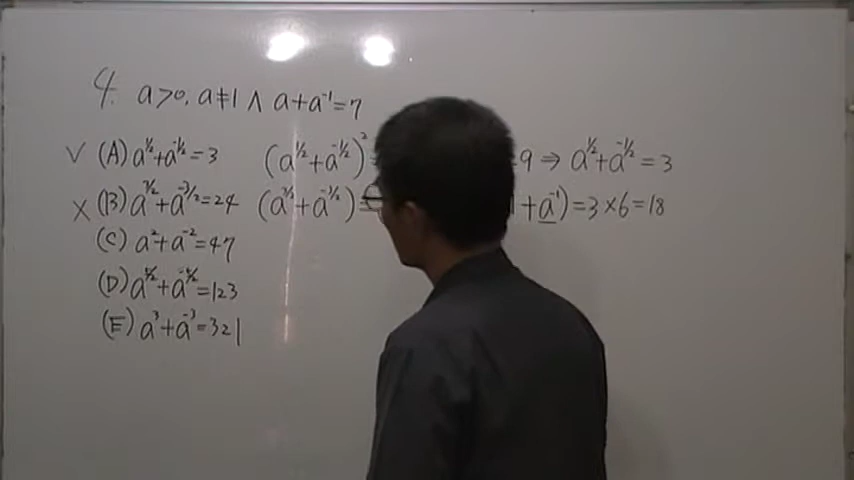 4. a>0, a≠1 ∧ a+a⁻¹=7
V (A) a^{1/2}+a^{-1/2}=3 (a^{1/2}+a^{-1/2})²= 9 ⇒ a^{1/2}+a^{-1/2}=3
X (B) a^{3/2}+a^{-3/2}=24 (a^{3/2}+a^{-3/2})= +a⁻¹)=3×6=18
(C) a²+a⁻²=47
(D) a^{5/2}+a^{-5/2}=123
(E) a³+a⁻³=321